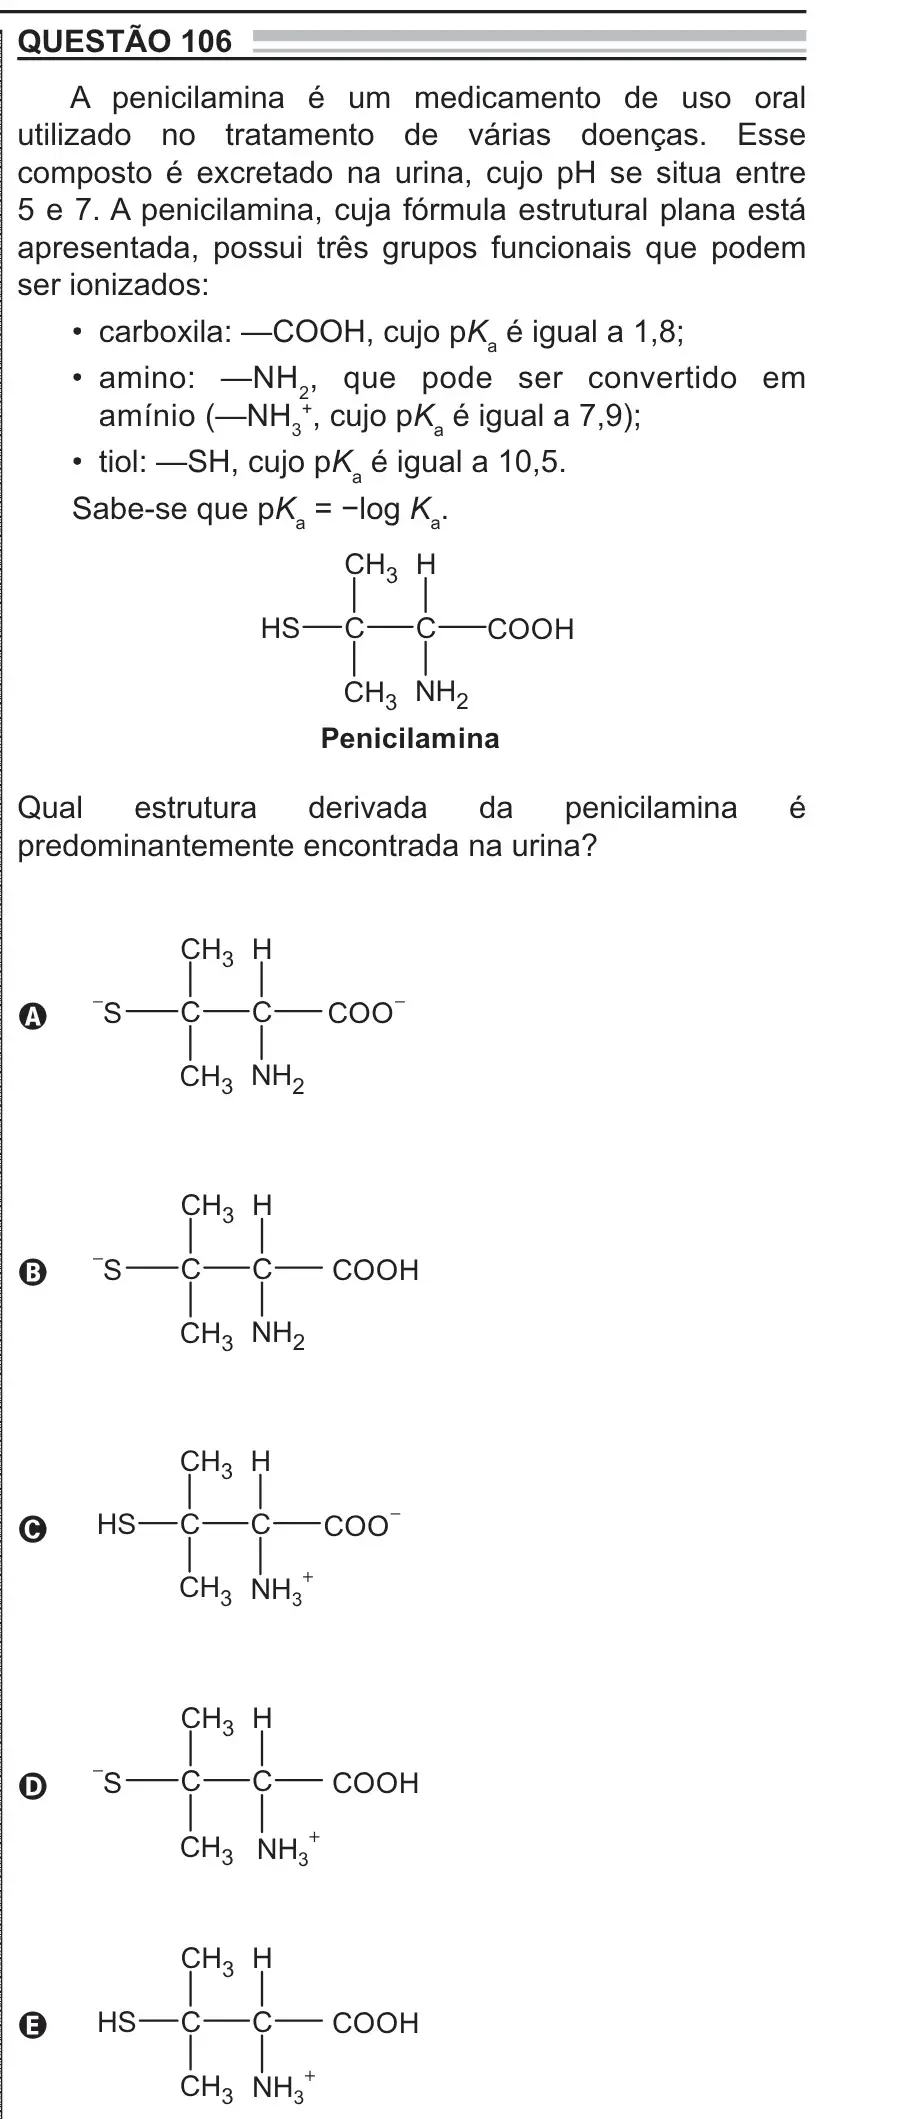 QUESTÃO 106
A penicilamina é um medicamento de uso oral
utilizado no tratamento de várias doenças. Esse
composto é excretado na urina, cujo pH se situa entre
5 e 7. A penicilamina, cuja fórmula estrutural plana está
apresentada, possui três grupos funcionais que podem
ser ionizados:
• carboxila: —COOH, cujo pKa é igual a 1,8;
• amino: —NH2, que pode ser convertido em
amínio (—NH3+, cujo pKa é igual a 7,9);
• tiol: —SH, cujo pKa é igual a 10,5.
Sabe-se que pKa = −log Ka.
CH3 H
HS—C—C—COOH
CH3 NH2
Penicilamina
Qual estrutura derivada da penicilamina é
predominantemente encontrada na urina?
CH3 H
A −S—C—C—COO−
CH3 NH2
CH3 H
B −S—C—C—COOH
CH3 NH2
CH3 H
C HS—C—C—COO−
CH3 NH3+
CH3 H
D −S—C—C—COOH
CH3 NH3+
CH3 H
E HS—C—C—COOH
CH3 NH3+